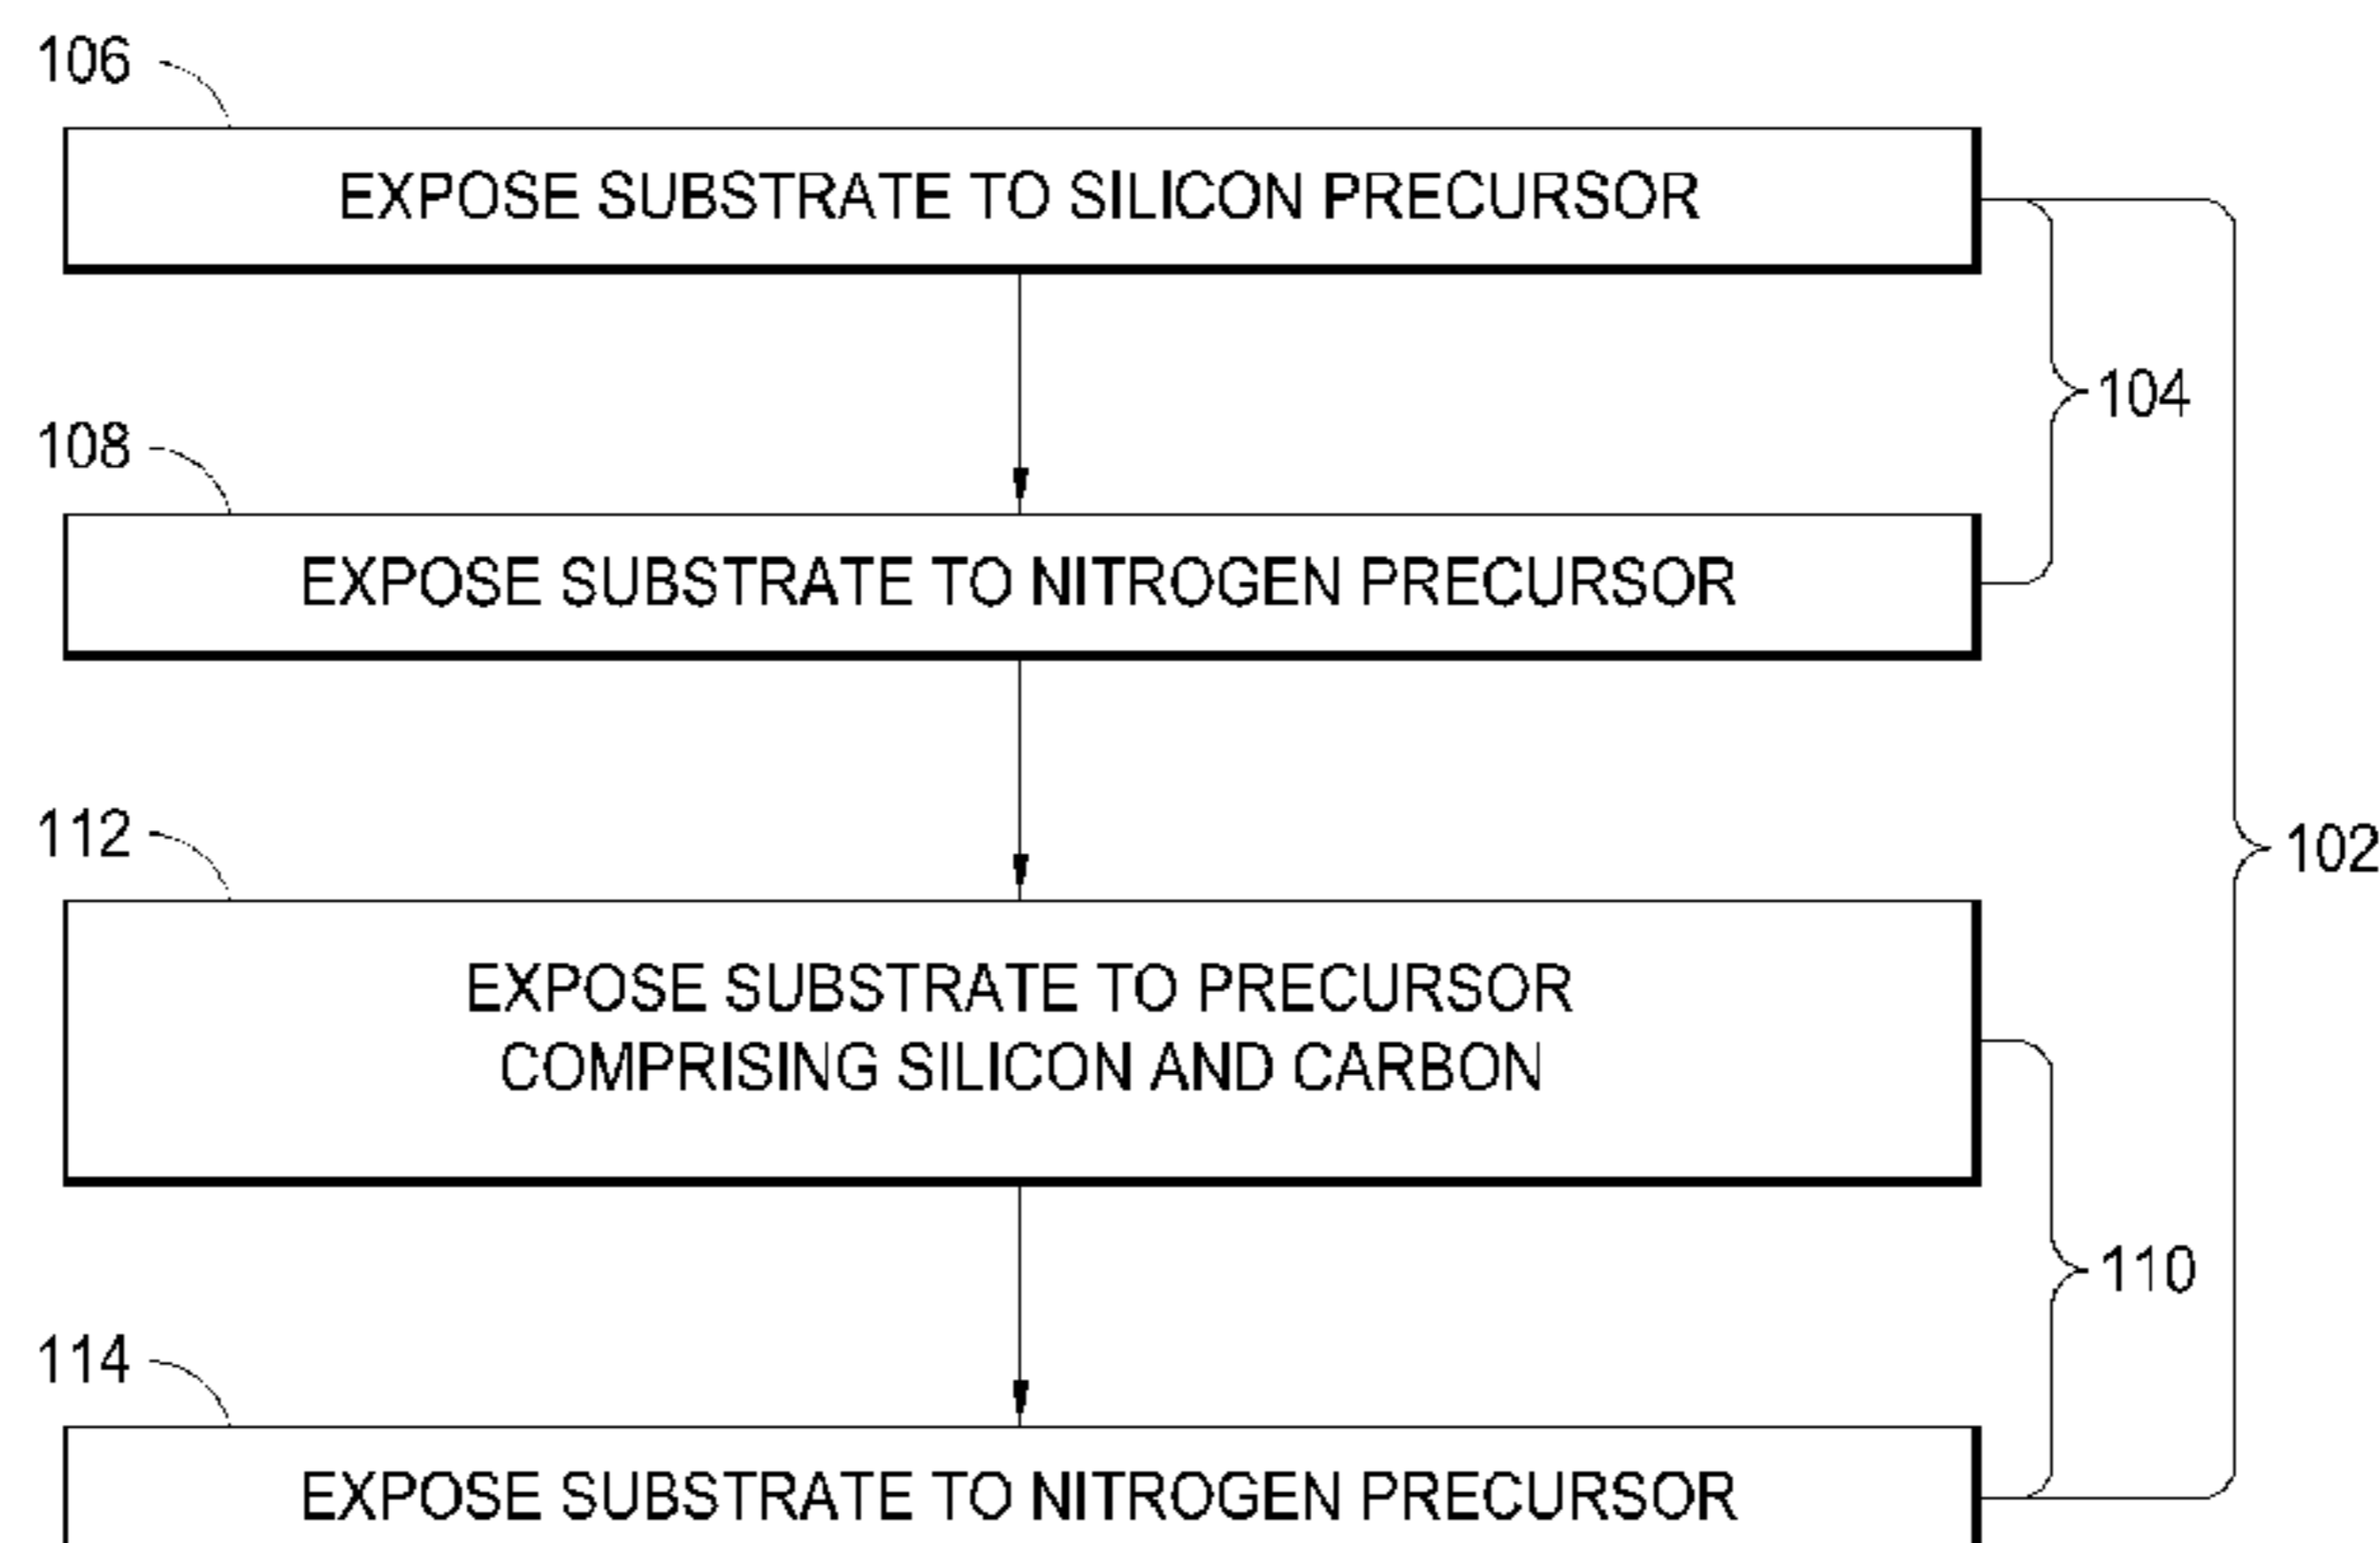 106
EXPOSE SUBSTRATE TO SILICON PRECURSOR
104
108
EXPOSE SUBSTRATE TO NITROGEN PRECURSOR
112
102
EXPOSE SUBSTRATE TO PRECURSOR
COMPRISING SILICON AND CARBON
110
114
EXPOSE SUBSTRATE TO NITROGEN PRECURSOR